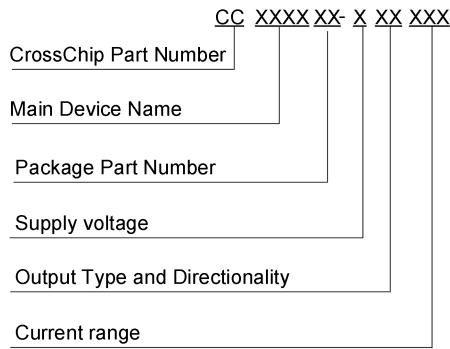 CC XXXX XX- X XX XXX
CrossChip Part Number
Main Device Name
Package Part Number
Supply voltage
Output Type and Directionality
Current range